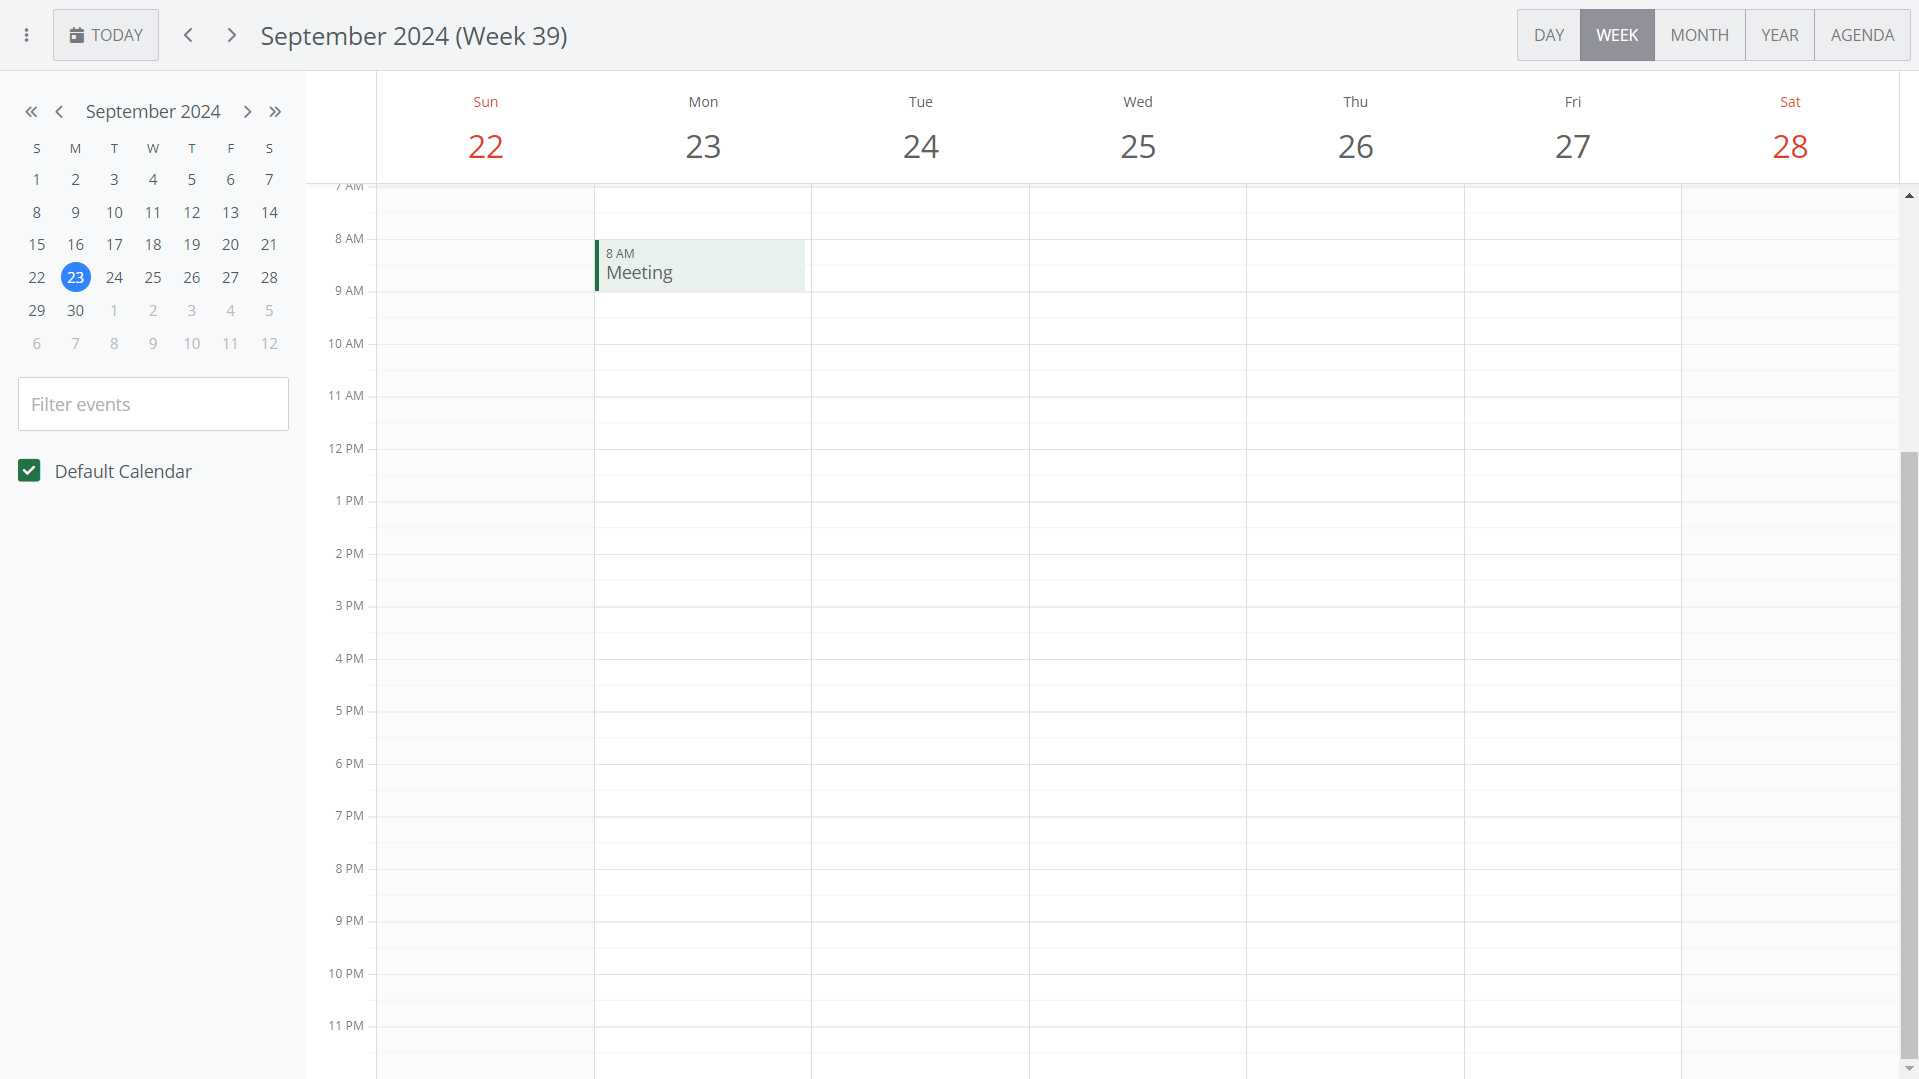 TODAY
September 2024 (Week 39)
DAY WEEK MONTH YEAR AGENDA
September 2024
S M T W T F S
1 2 3 4 5 6 7
8 9 10 11 12 13 14
15 16 17 18 19 20 21
22 23 24 25 26 27 28
29 30 1 2 3 4 5
6 7 8 9 10 11 12
Filter events
Default Calendar
Sun Mon Tue Wed Thu Fri Sat
22 23 24 25 26 27 28
7 AM
8 AM
8 AM
Meeting
9 AM
10 AM
11 AM
12 PM
1 PM
2 PM
3 PM
4 PM
5 PM
6 PM
7 PM
8 PM
9 PM
10 PM
11 PM